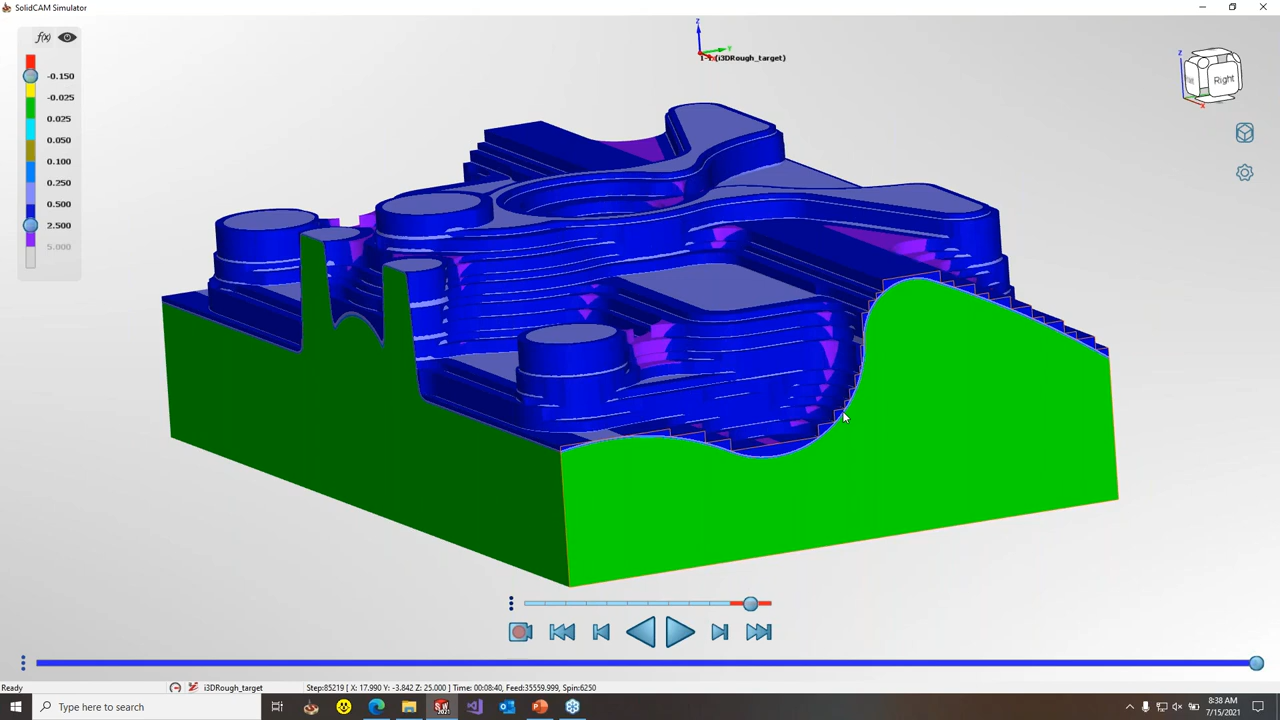 SolidCAM Simulator
f(x)
-0.150
-0.025
0.025
0.050
0.100
0.250
0.500
2.500
5.000
Z
Y
(i3DRough_target)
Z
Right
X
Ready
i3DRough_target
Step:85219 [ X: 17.990 Y: -3.842 Z: 25.000] Time: 00:08:40, Feed:35559.999, Spin:6250
Type here to search
SW
2021
8:38 AM
7/15/2021